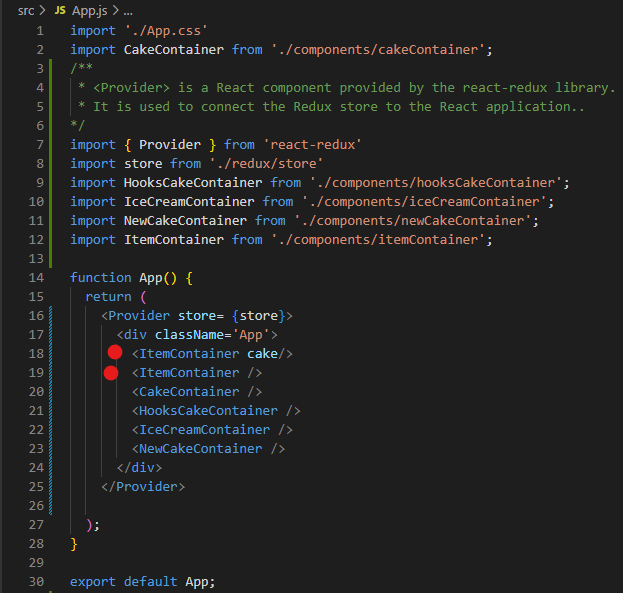 src > JS App.js > ...
1 import './App.css'
2 import CakeContainer from './components/cakeContainer';
3 /**
4 * <Provider> is a React component provided by the react-redux library.
5 * It is used to connect the Redux store to the React application..
6 */
7 import { Provider } from 'react-redux'
8 import store from './redux/store'
9 import HooksCakeContainer from './components/hooksCakeContainer';
10 import IceCreamContainer from './components/iceCreamContainer';
11 import NewCakeContainer from './components/newCakeContainer';
12 import ItemContainer from './components/itemContainer';
13
14 function App() {
15 return (
16 <Provider store= {store}>
17 <div className='App'>
18 <ItemContainer cake/>
19 <ItemContainer />
20 <CakeContainer />
21 <HooksCakeContainer />
22 <IceCreamContainer />
23 <NewCakeContainer />
24 </div>
25 </Provider>
26
27 );
28 }
29
30 export default App;